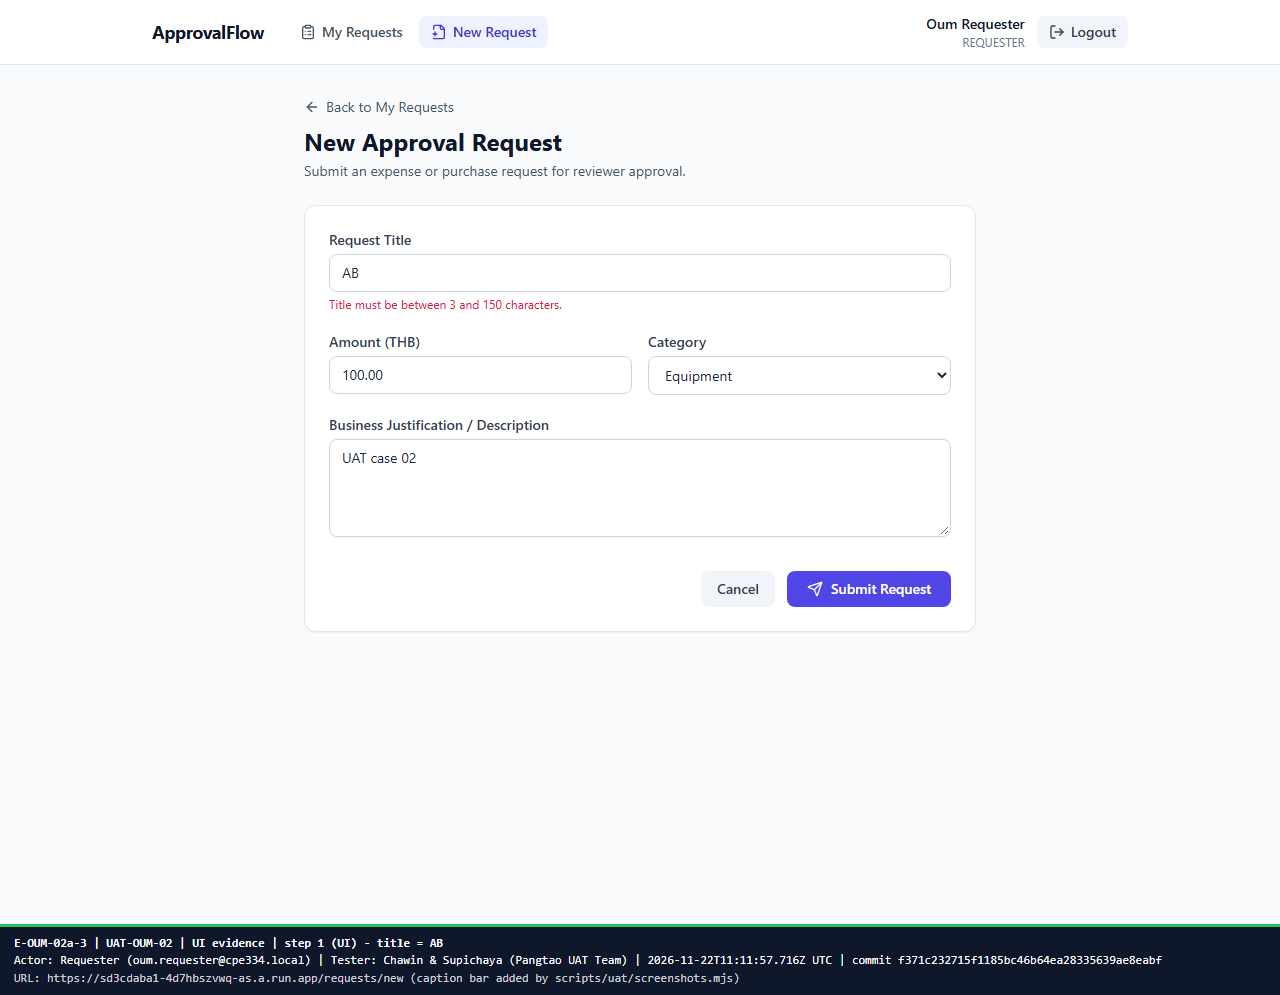 ApprovalFlow
My Requests
New Request
Oum Requester
REQUESTER
Logout
Back to My Requests
New Approval Request
Submit an expense or purchase request for reviewer approval.
Request Title
AB
Title must be between 3 and 150 characters.
Amount (THB)
Category
100.00
Equipment
Business Justification / Description
UAT case 02
Cancel
Submit Request
E-OUM-02a-3 | UAT-OUM-02 | UI evidence | step 1 (UI) - title = AB
Actor: Requester (oum.requester@cpe334.local) | Tester: Chawin & Supichaya (Pangtao UAT Team) | 2026-11-22T11:11:57.716Z UTC | commit f371c232715f1185bc46b64ea28335639ae8eabf
URL: https://sd3cdaba1-4d7hbszvwq-as.a.run.app/requests/new (caption bar added by scripts/uat/screenshots.mjs)